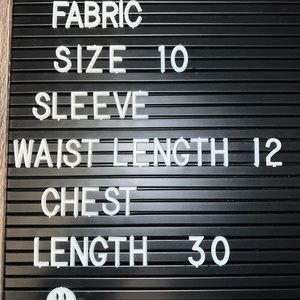 FABRIC
SIZE 10
SLEEVE
WAIST LENGTH 12
CHEST
LENGTH 30